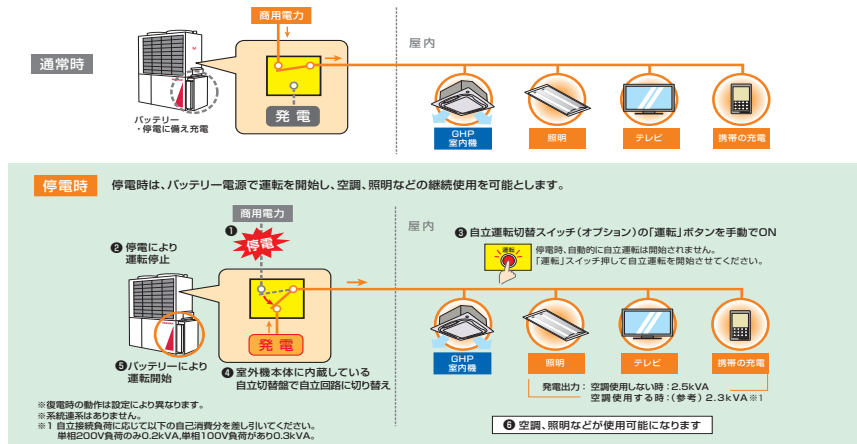 商用電力
屋内
通常時
バッテリー
・停電に備え充電
発電
GHP
室内機
照明
テレビ
携帯の充電
停電時
停電時は、バッテリー電源で運転を開始し、空調、照明などの継続使用を可能とします。
商用電力
屋内
❶
停電
❷ 停電により
運転停止
❸ 自立運転切替スイッチ(オプション)の「運転」ボタンを手動でON
運転
停電時、自動的に自立運転は開始されません。
「運転」スイッチ押して自立運転を開始させてください。
発電
❺ バッテリーにより
運転開始
❹ 室外機本体に内蔵している
自立切替盤で自立回路に切り替え
GHP
室内機
照明
テレビ
携帯の充電
発電出力: 空調使用しない時:2.5kVA
空調使用する時:(参考) 2.3kVA※1
❻ 空調、照明などが使用可能になります
※復電時の動作は設定により異なります。
※系統連系はありません。
※1 自立接続負荷に応じて以下の自己消費分を差し引いてください。
単相200V負荷のみ0.2kVA,単相100V負荷があり0.3kVA。